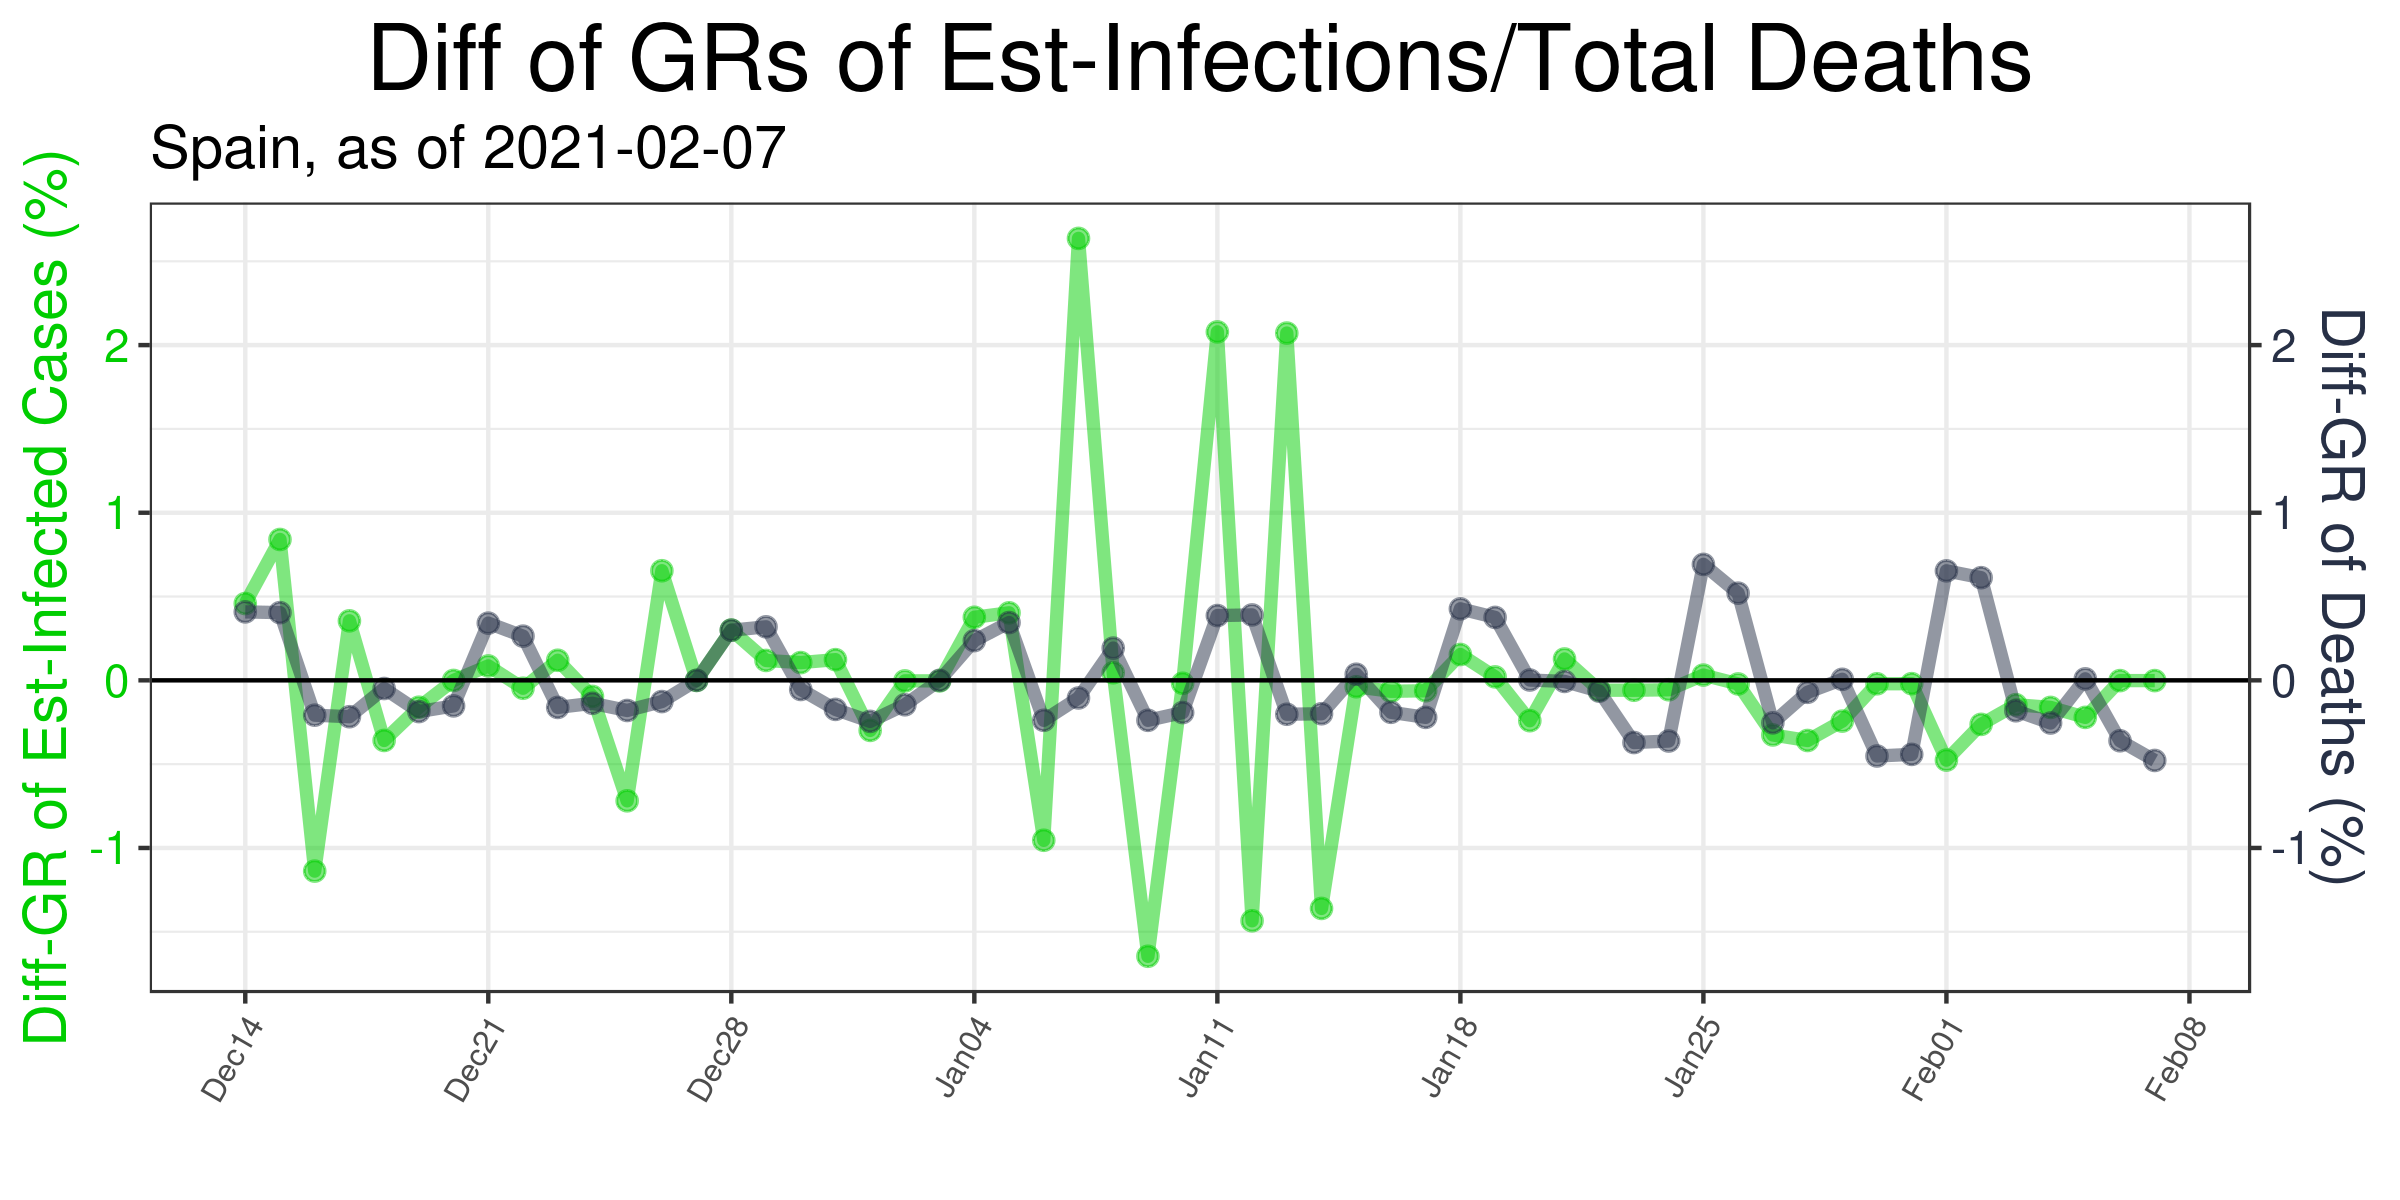 Diff of GRs of Est-Infections/Total Deaths
Spain, as of 2021-02-07
Diff-GR of Est-Infected Cases (%)
2
1
0
-1
2
1
0
-1
Diff-GR of Deaths (%)
Dec14
Dec21
Dec28
Jan04
Jan11
Jan18
Jan25
Feb01
Feb08